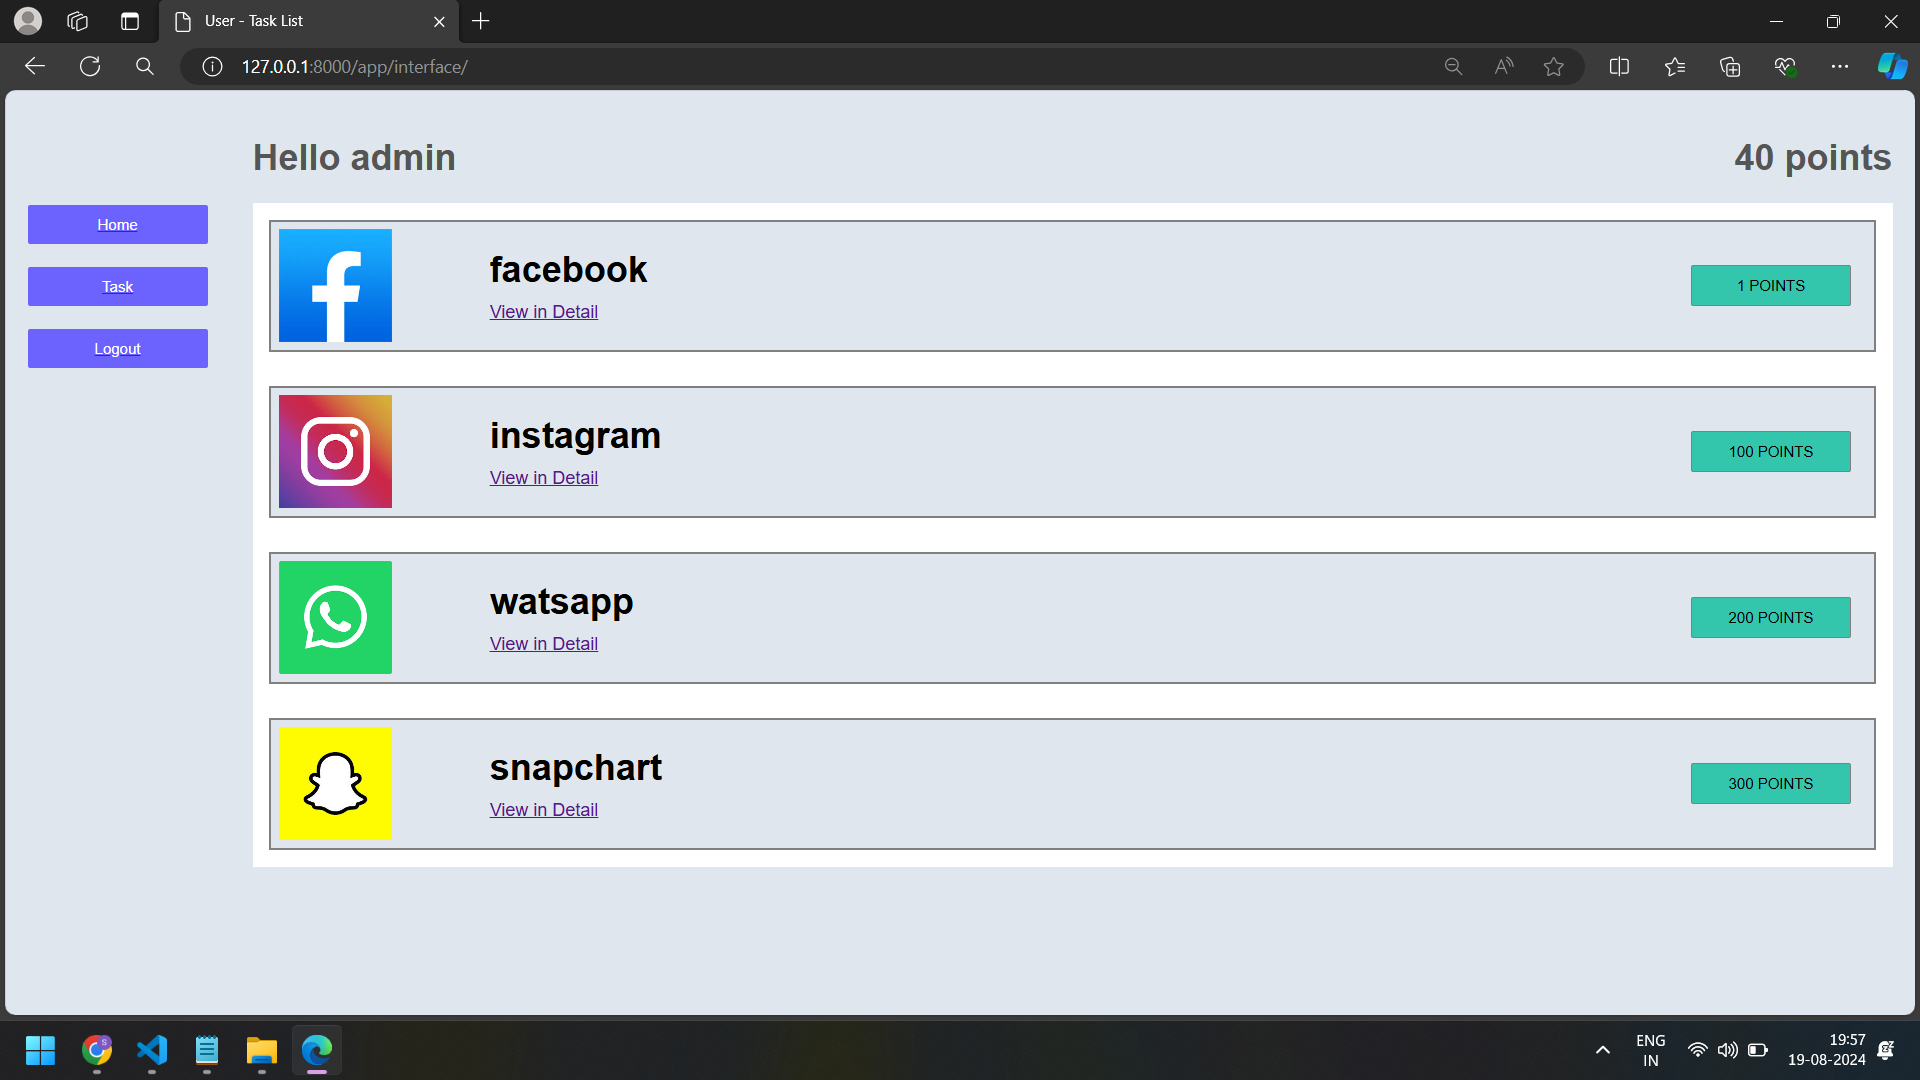 User - Task List
127.0.0.1:8000/app/interface/
Hello admin
40 points
Home
Task
Logout
facebook
View in Detail
1 POINTS
instagram
View in Detail
100 POINTS
watsapp
View in Detail
200 POINTS
snapchart
View in Detail
300 POINTS
ENG
IN
19:57
19-08-2024